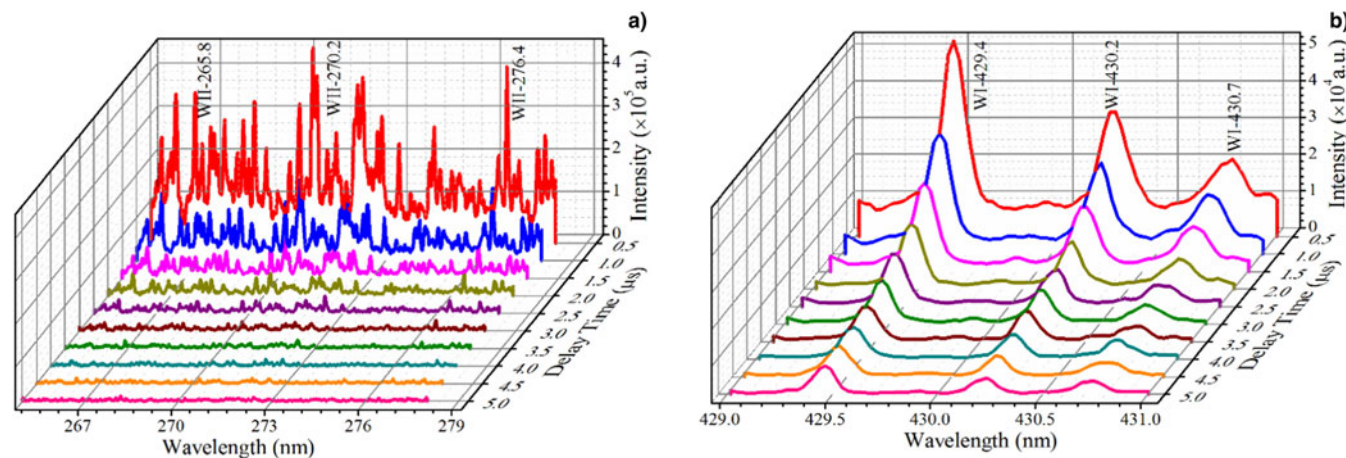 a)
WII-265.8
WII-270.2
WII-276.4
4
3
2
1
0
Intensity (×10⁵ a.u.)
0.5
1.0
1.5
2.0
2.5
3.0
3.5
4.0
4.5
5.0
Delay Time (μs)
267
270
273
276
279
Wavelength (nm)
b)
WI-429.4
WI-430.2
WI-430.7
5
4
3
2
1
0
Intensity (×10⁴ a.u.)
0.5
1.0
1.5
2.0
2.5
3.0
3.5
4.0
4.5
5.0
Delay Time (μs)
429.0
429.5
430.0
430.5
431.0
Wavelength (nm)